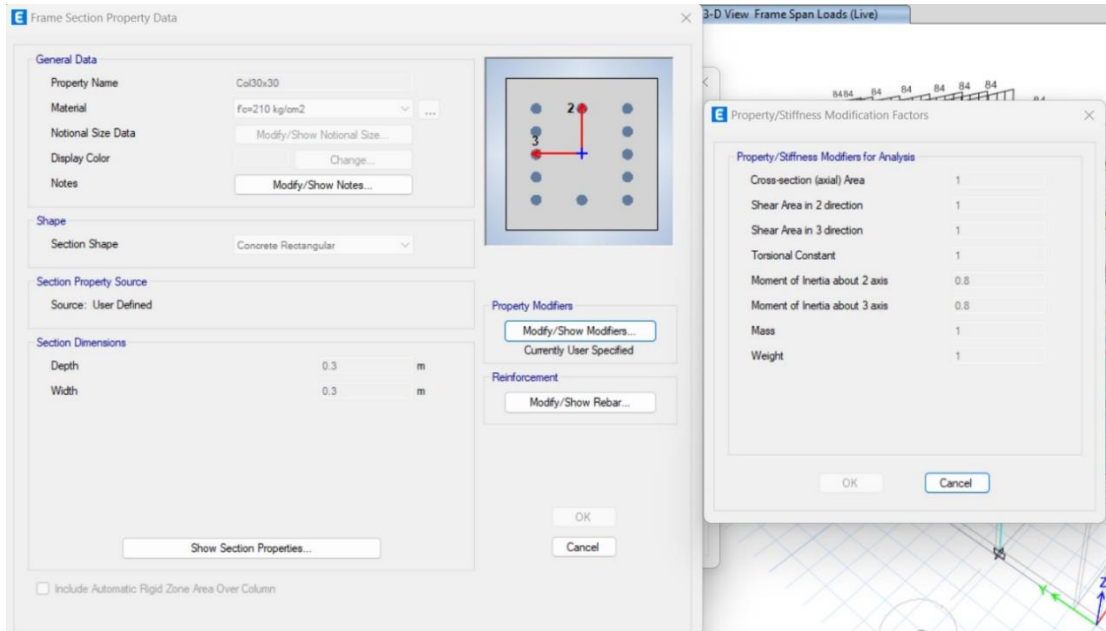 E Frame Section Property Data
General Data
Property Name Col30x30
Material f'c=210 kg/cm2 ...
Notional Size Data Modify/Show Notional Size...
Display Color Change...
Notes Modify/Show Notes...
Shape
Section Shape Concrete Rectangular
Section Property Source
Source: User Defined
Section Dimensions
Depth 0.3 m
Width 0.3 m
Show Section Properties...
Include Automatic Rigid Zone Area Over Column
2
3
Property Modifiers
Modify/Show Modifiers...
Currently User Specified
Reinforcement
Modify/Show Rebar...
OK
Cancel
3-D View Frame Span Loads (Live)
8484 84 84 84 84 84
84
E Property/Stiffness Modification Factors
Property/Stiffness Modifiers for Analysis
Cross-section (axial) Area 1
Shear Area in 2 direction 1
Shear Area in 3 direction 1
Torsional Constant 1
Moment of Inertia about 2 axis 0.8
Moment of Inertia about 3 axis 0.8
Mass 1
Weight 1
OK Cancel
Y
Z